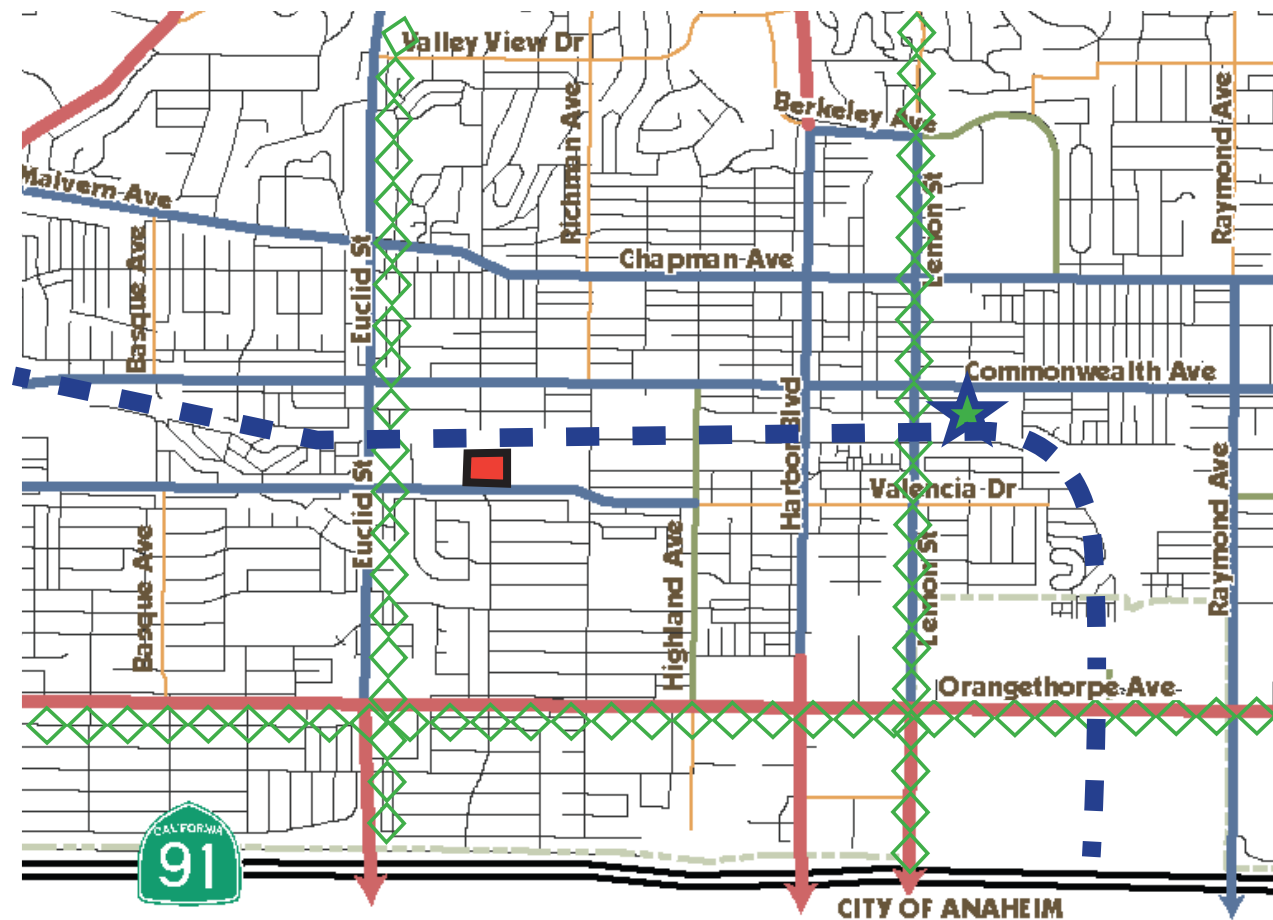 Valley View Dr
Richman Ave
Berkeley Ave
Raymond Ave
Malvern Ave
Basque Ave
Euclid St
Chapman Ave
Lemon St
Commonwealth Ave
Harbor Blvd
Euclid St
Valencia Dr
Basque Ave
Highland Ave
Lemon St
Raymond Ave
Orangethorpe Ave
CALIFORNIA
91
CITY OF ANAHEIM